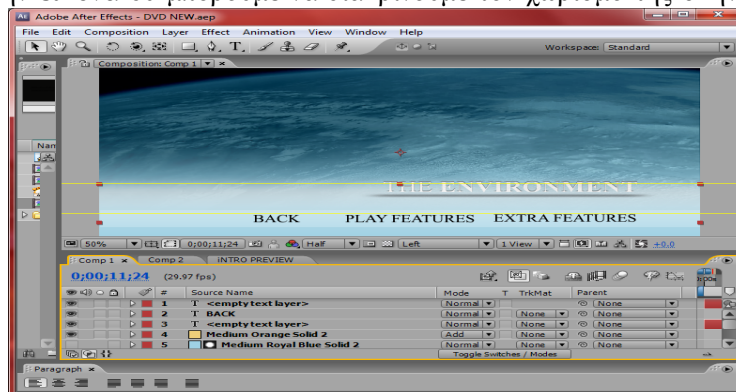 Adobe After Effects - DVD NEW.aep
File Edit Composition Layer Effect Animation View Window Help
Workspace: Standard
Composition: Comp 1
Nan
THE ENVIRONMENT
BACK PLAY FEATURES EXTRA FEATURES
50% 0;00;11;24 Half Left 1 View +0.0
Comp 1 Comp 2 iNTRO PREVIEW
0;00;11;24 (29.97 fps)
# Source Name Mode T TrkMat Parent
1 T <empty text layer> Normal None
2 T BACK Normal None None
3 T <empty text layer> Normal None None
4 Medium Orange Solid 2 Add None None
5 Medium Royal Blue Solid 2 Normal None None
Toggle Switches / Modes
Paragraph